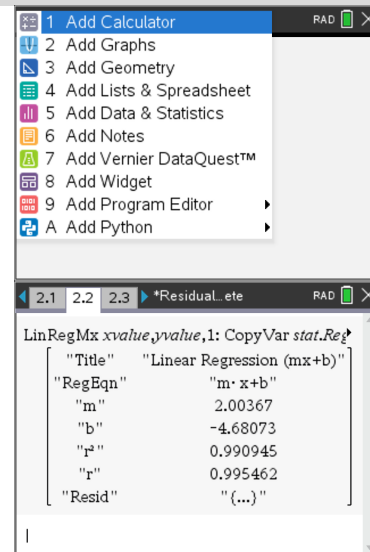 1 Add Calculator
RAD
2 Add Graphs
3 Add Geometry
4 Add Lists & Spreadsheet
5 Add Data & Statistics
6 Add Notes
7 Add Vernier DataQuest™
8 Add Widget
9 Add Program Editor
A Add Python
2.1 2.2 2.3 *Residual...ete RAD
LinRegMx xvalue,yvalue,1: CopyVar stat.Reg
"Title" "Linear Regression (mx+b)"
"RegEqn" "m·x+b"
"m" 2.00367
"b" -4.68073
"r²" 0.990945
"r" 0.995462
"Resid" "{...}"